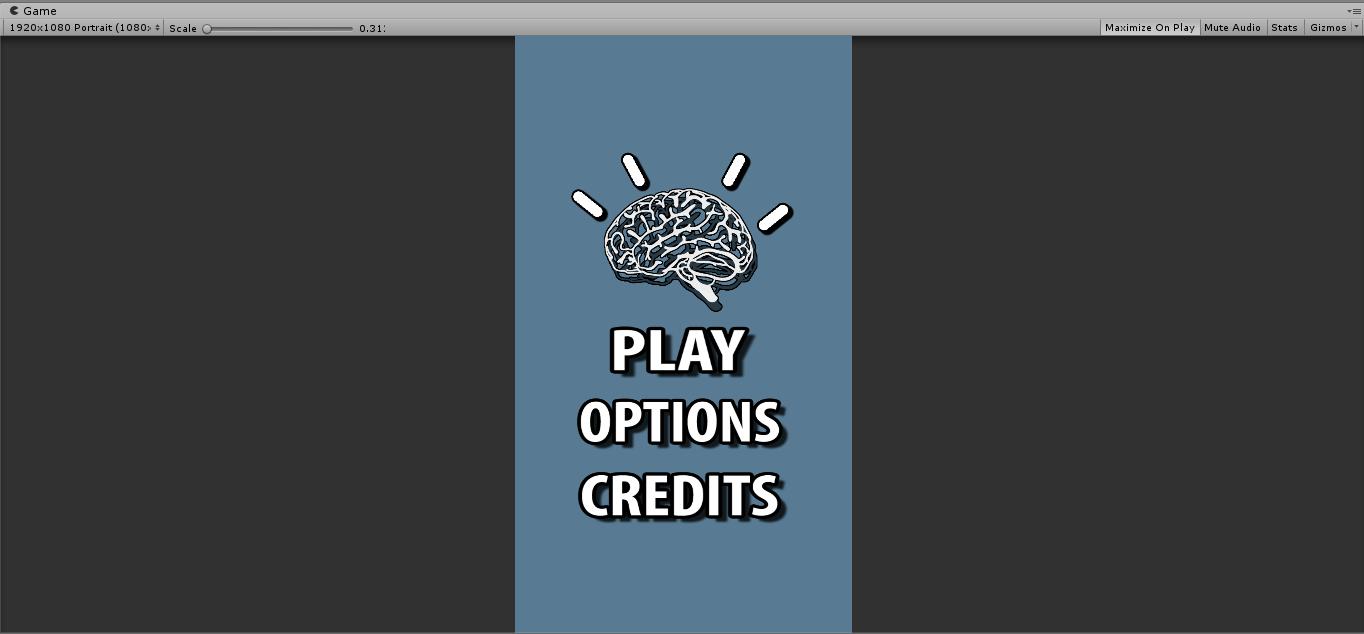 Game
1920x1080 Portrait (1080x Scale 0.31: Maximize On Play Mute Audio Stats Gizmos
PLAY
OPTIONS
CREDITS